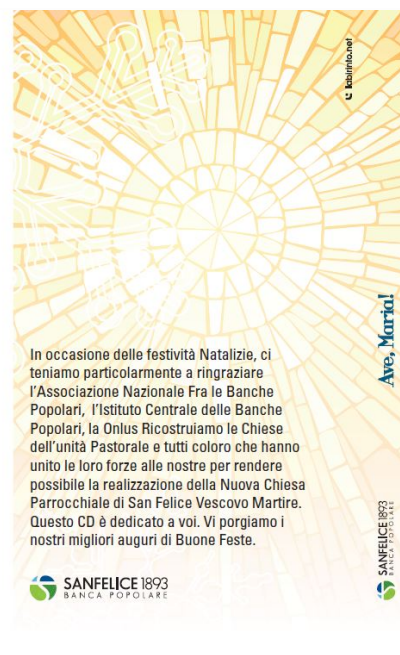 labirinto.net
In occasione delle festività Natalizie, ci
teniamo particolarmente a ringraziare
l'Associazione Nazionale Fra le Banche
Popolari, l'Istituto Centrale delle Banche
Popolari, la Onlus Ricostruiamo le Chiese
dell'unità Pastorale e tutti coloro che hanno
unito le loro forze alle nostre per rendere
possibile la realizzazione della Nuova Chiesa
Parrocchiale di San Felice Vescovo Martire.
Questo CD è dedicato a voi. Vi porgiamo i
nostri migliori auguri di Buone Feste.
SANFELICE 1893
BANCA POPOLARE
Ave, Maria!
SANFELICE 1893
BANCA POPOLARE